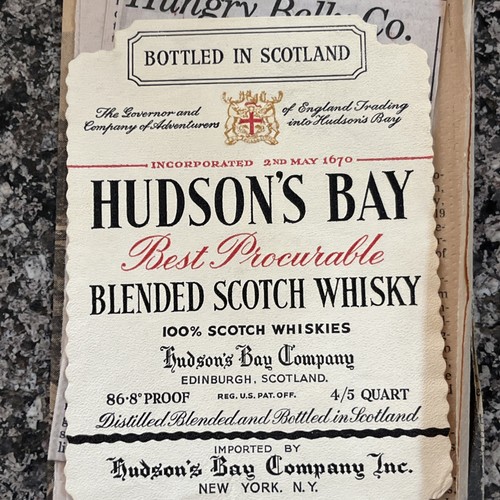 Hungry Belly Co.
BOTTLED IN SCOTLAND
The Governor and of England Trading
Company of Adventurers into Hudson's Bay
INCORPORATED 2ND MAY 1670
HUDSON'S BAY
Best Procurable
BLENDED SCOTCH WHISKY
100% SCOTCH WHISKIES
Hudson's Bay Company
EDINBURGH, SCOTLAND.
86·8° PROOF REG. U.S. PAT. OFF. 4/5 QUART
Distilled, Blended and Bottled in Scotland
IMPORTED BY
Hudson's Bay Company Inc.
NEW YORK. N.Y.